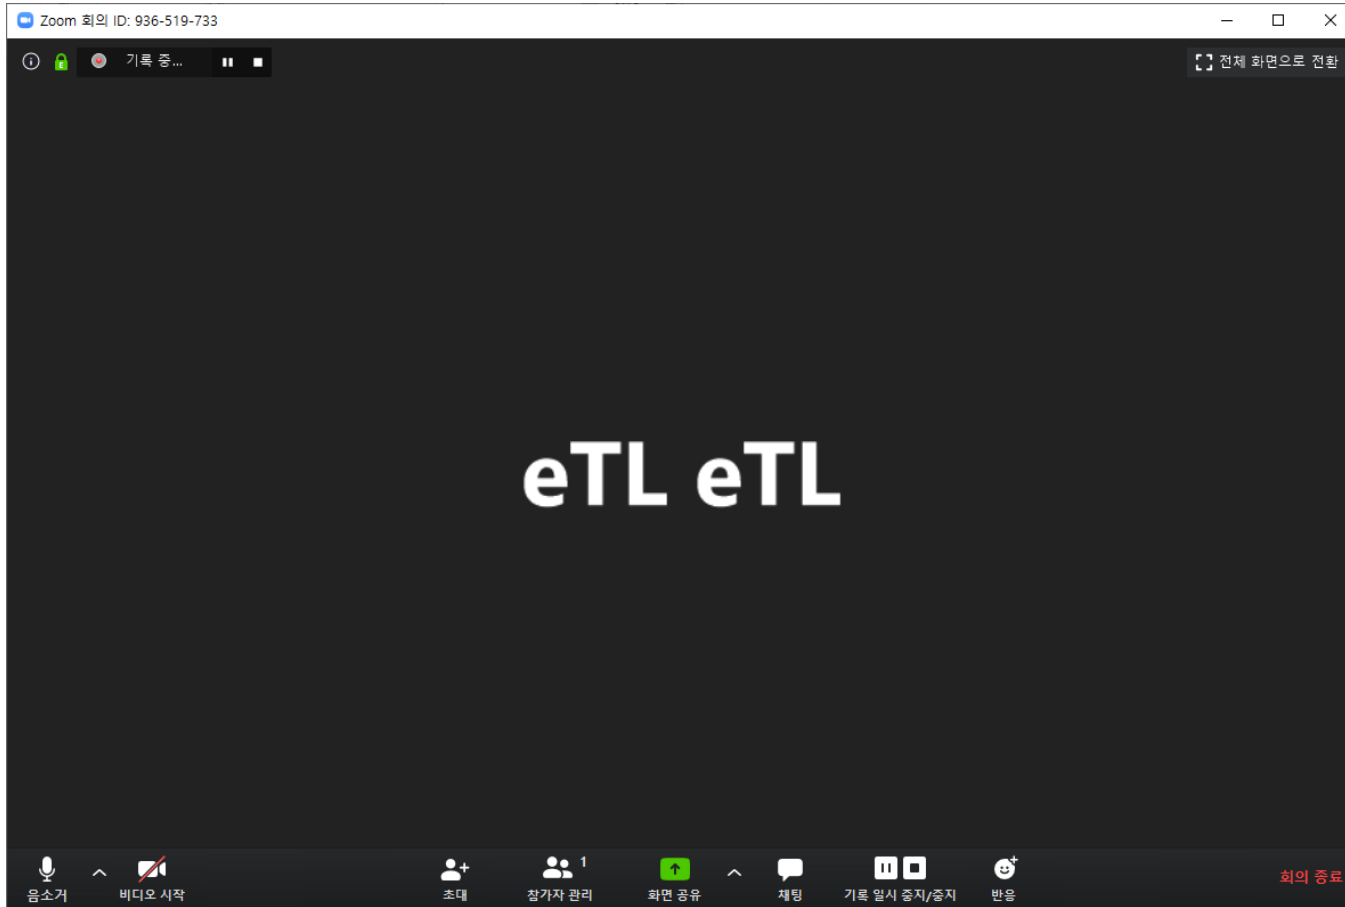 Zoom 회의 ID: 936-519-733
기록 중...
전체 화면으로 전환
eTL eTL
음소거
비디오 시작
초대
1
참가자 관리
화면 공유
채팅
기록 일시 중지/중지
반응
회의 종료